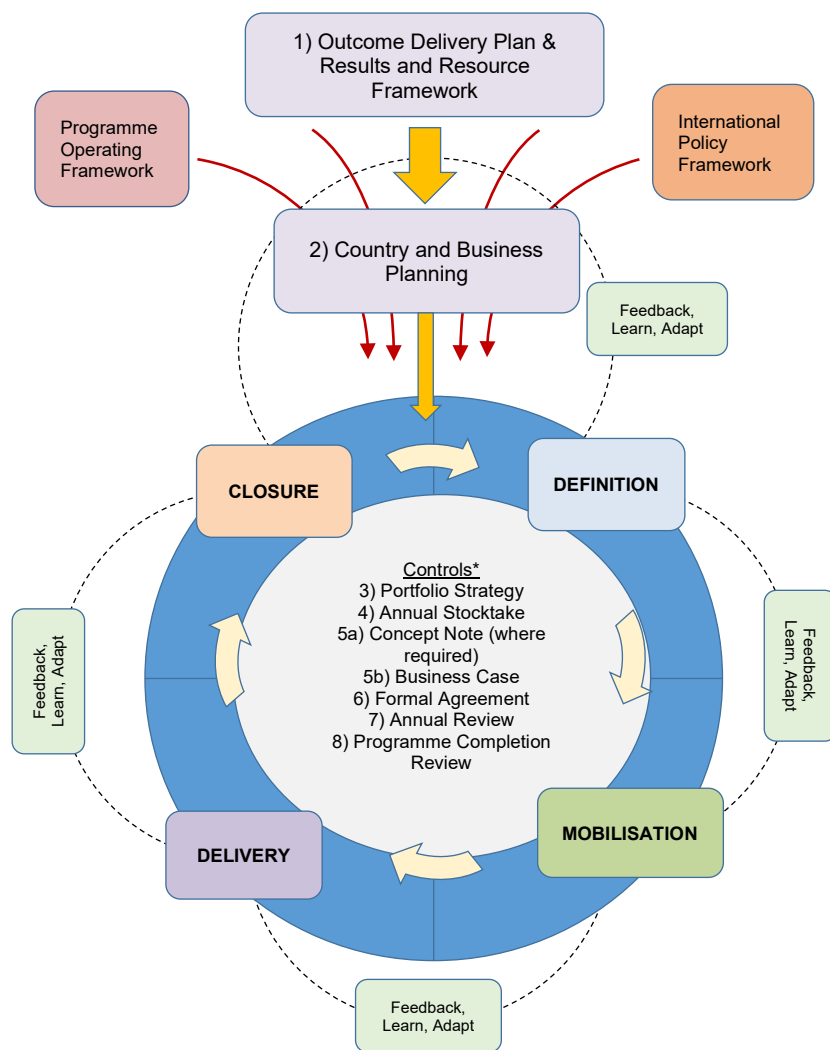 1) Outcome Delivery Plan &
Results and Resource
Framework
Programme
Operating
Framework
International
Policy
Framework
2) Country and Business
Planning
Feedback,
Learn, Adapt
CLOSURE
DEFINITION
Controls*
3) Portfolio Strategy
4) Annual Stocktake
5a) Concept Note (where
required)
5b) Business Case
6) Formal Agreement
7) Annual Review
8) Programme Completion
Review
Feedback,
Learn, Adapt
Feedback,
Learn, Adapt
DELIVERY
MOBILISATION
Feedback,
Learn, Adapt